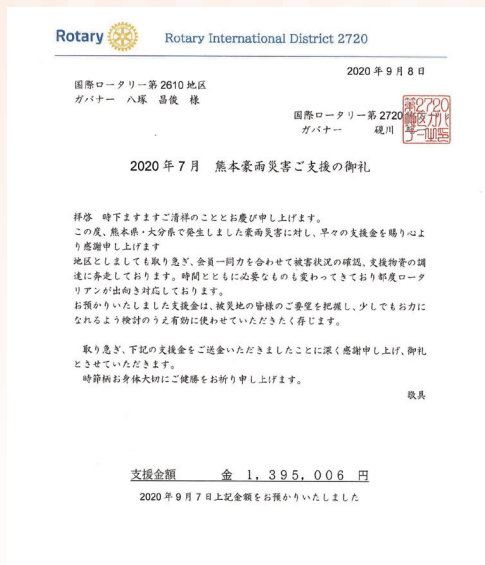 Rotary
Rotary International District 2720
2020年9月8日
国際ロータリー第2610地区
ガバナー 八塚 昌俊 様
国際ロータリー第2720
ガバナー 硯川
2020年7月 熊本豪雨災害ご支援の御礼
拝啓 時下ますますご清祥のこととお慶び申し上げます。
この度、熊本県・大分県で発生しました豪雨災害に対し、早々の支援金を賜り心よ
り感謝申し上げます
地区としましても取り急ぎ、会員一同力を合わせて被害状況の確認、支援物資の調
達に奔走しております。時間とともに必要なものも変わってきており都度ロータ
リアンが出向き対応しております。
お預かりいたしました支援金は、被災地の皆様のご要望を把握し、少しでもお力に
なれるよう検討のうえ有効に使わせていただきたく存じます。
取り急ぎ、下記の支援金をご送金いただきましたことに深く感謝申し上げ、御礼
とさせていただきます。
時節柄お身体大切にご健勝をお祈り申し上げます。
敬具
支援金額 金 1,395,006 円
2020年9月7日上記金額をお預かりいたしました